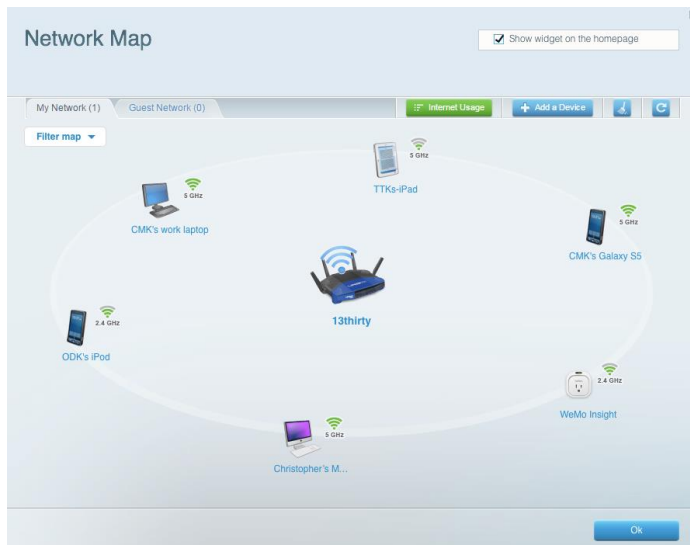 Network Map
Show widget on the homepage
My Network (1)
Guest Network (0)
Internet Usage
Add a Device
Filter map
5 GHz
TTKs-iPad
5 GHz
CMK's work laptop
5 GHz
CMK's Galaxy S5
13thirty
2.4 GHz
ODK's iPod
2.4 GHz
WeMo Insight
5 GHz
Christopher's M...
Ok